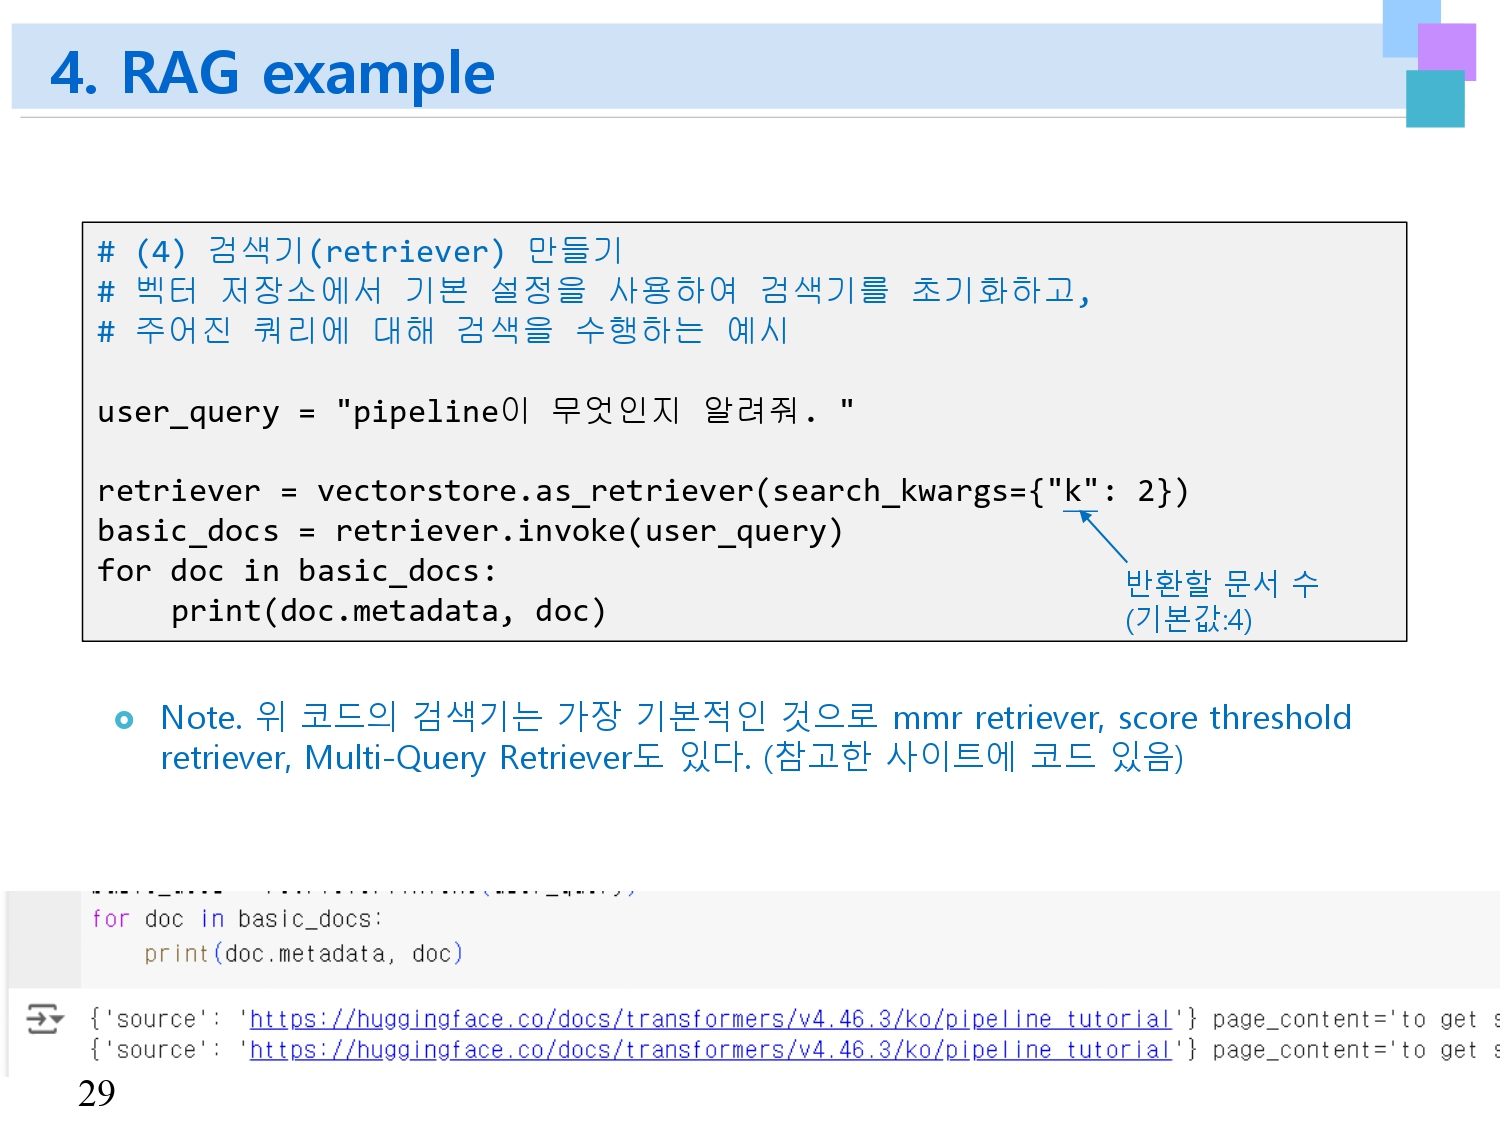 4. RAG example
# (4) 검색기(retriever) 만들기
# 벡터 저장소에서 기본 설정을 사용하여 검색기를 초기화하고,
# 주어진 쿼리에 대해 검색을 수행하는 예시
user_query = "pipeline이 무엇인지 알려줘. "
retriever = vectorstore.as_retriever(search_kwargs={"k": 2})
basic_docs = retriever.invoke(user_query)
for doc in basic_docs:
    print(doc.metadata, doc)
반환할 문서 수
(기본값:4)
Note. 위 코드의 검색기는 가장 기본적인 것으로 mmr retriever, score threshold
retriever, Multi-Query Retriever도 있다. (참고한 사이트에 코드 있음)
for doc in basic_docs:
    print(doc.metadata, doc)
{'source': 'https://huggingface.co/docs/transformers/v4.46.3/ko/pipeline_tutorial'} page_content='to get
{'source': 'https://huggingface.co/docs/transformers/v4.46.3/ko/pipeline_tutorial'} page_content='to get
29